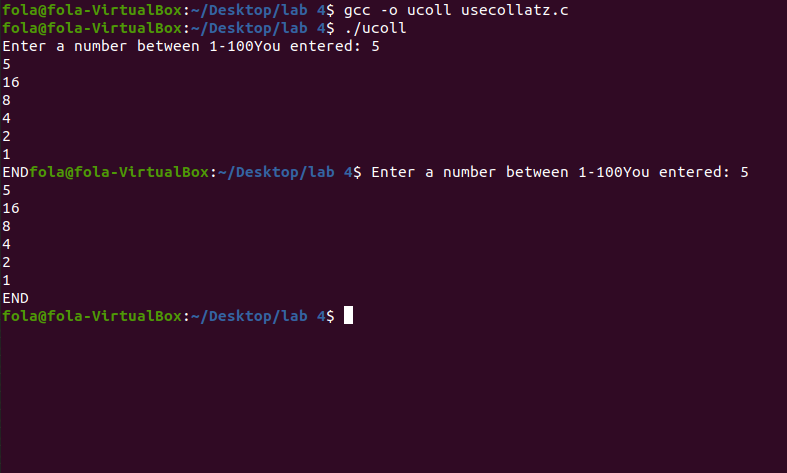 fola@fola-VirtualBox:~/Desktop/lab 4$ gcc -o ucoll usecollatz.c
fola@fola-VirtualBox:~/Desktop/lab 4$ ./ucoll
Enter a number between 1-100You entered: 5
5
16
8
4
2
1
ENDfola@fola-VirtualBox:~/Desktop/lab 4$ Enter a number between 1-100You entered: 5
5
16
8
4
2
1
END
fola@fola-VirtualBox:~/Desktop/lab 4$